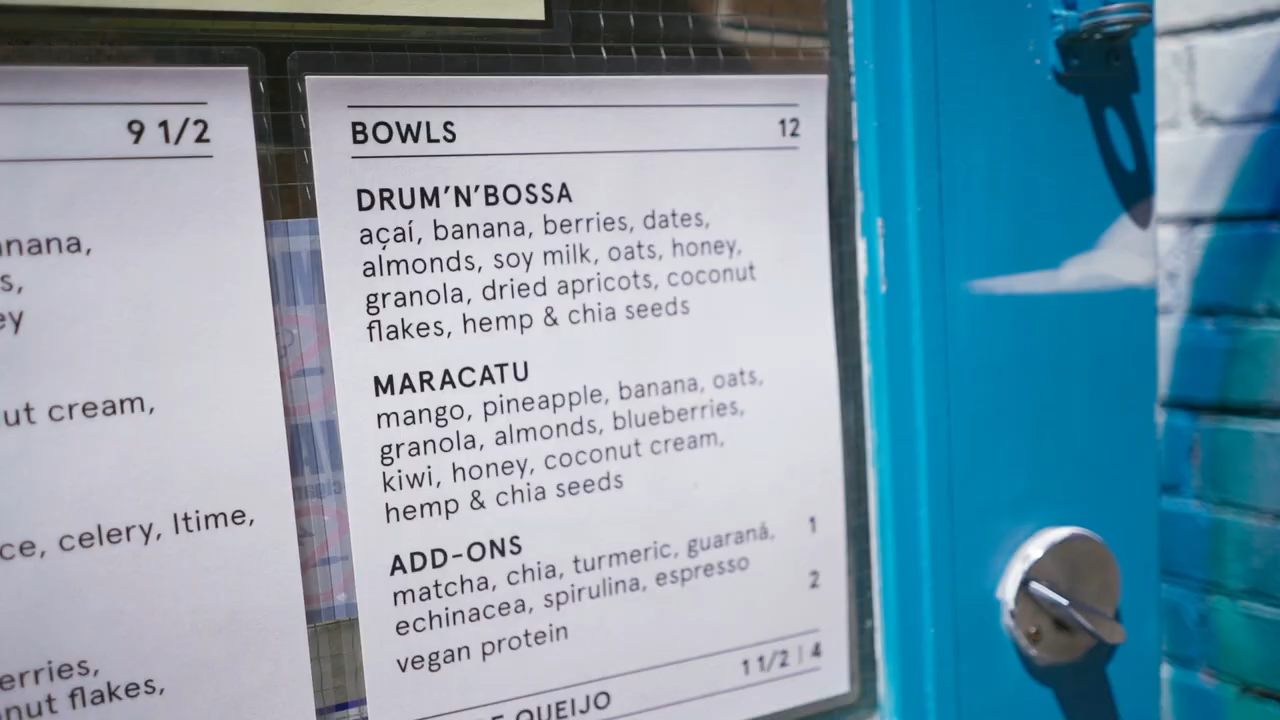 9 1/2
ey
ut cream,
ce, celery, ltime,
erries,
nut flakes,
BOWLS 12
DRUM'N'BOSSA
açaí, banana, berries, dates,
almonds, soy milk, oats, honey,
granola, dried apricots, coconut
flakes, hemp & chia seeds
MARACATU
mango, pineapple, banana, oats,
granola, almonds, blueberries,
kiwi, honey, coconut cream,
hemp & chia seeds
ADD-ONS
matcha, chia, turmeric, guaraná, 1
echinacea, spirulina, espresso
vegan protein 2
1 1/2 | 4
QUEIJO